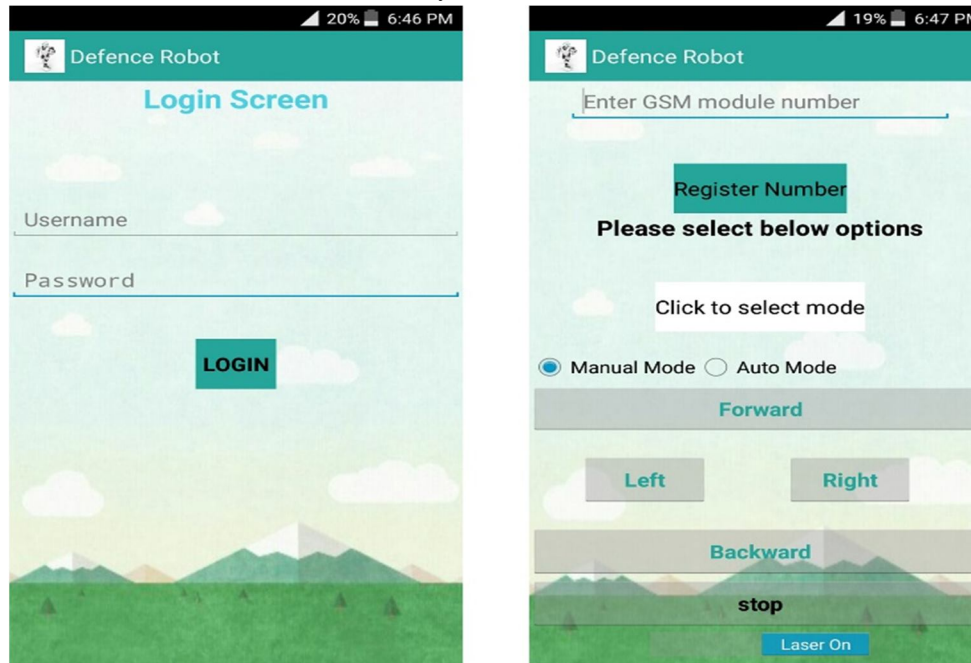 20% 6:46 PM
Defence Robot
Login Screen
Username
Password
LOGIN
19% 6:47 PM
Defence Robot
Enter GSM module number
Register Number
Please select below options
Click to select mode
Manual Mode Auto Mode
Forward
Left Right
Backward
stop
Laser On